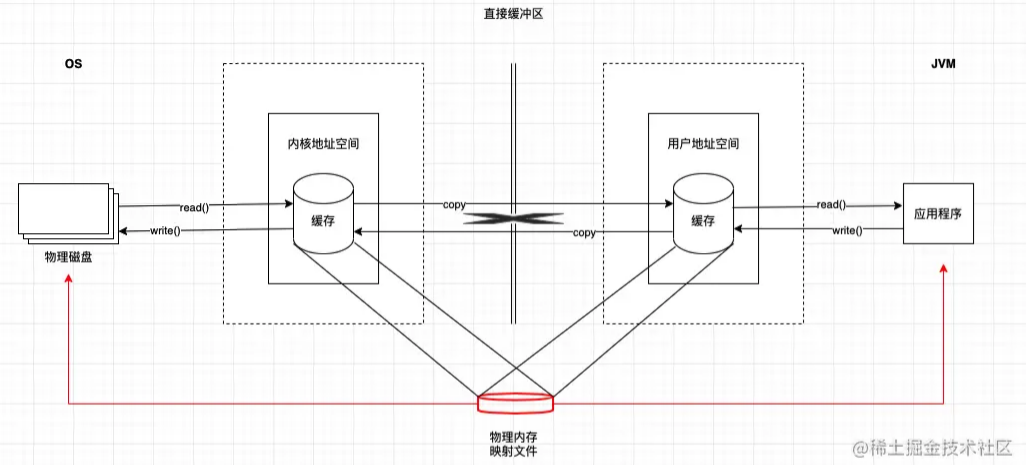 直接缓冲区
OS
JVM
内核地址空间
用户地址空间
read()
copy
read()
缓存
缓存
应用程序
write()
copy
write()
物理磁盘
物理内存
映射文件
@稀土掘金技术社区